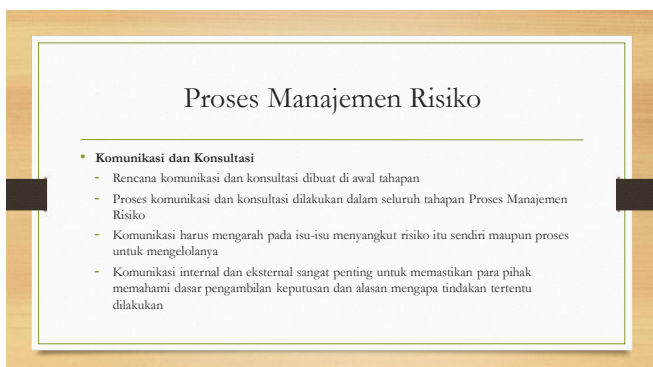 Proses Manajemen Risiko
• Komunikasi dan Konsultasi
- Rencana komunikasi dan konsultasi dibuat di awal tahapan
- Proses komunikasi dan konsultasi dilakukan dalam seluruh tahapan Proses Manajemen
Risiko
- Komunikasi harus mengarah pada isu-isu menyangkut risiko itu sendiri maupun proses
untuk mengelolanya
- Komunikasi internal dan eksternal sangat penting untuk memastikan para pihak
memahami dasar pengambilan keputusan dan alasan mengapa tindakan tertentu
dilakukan